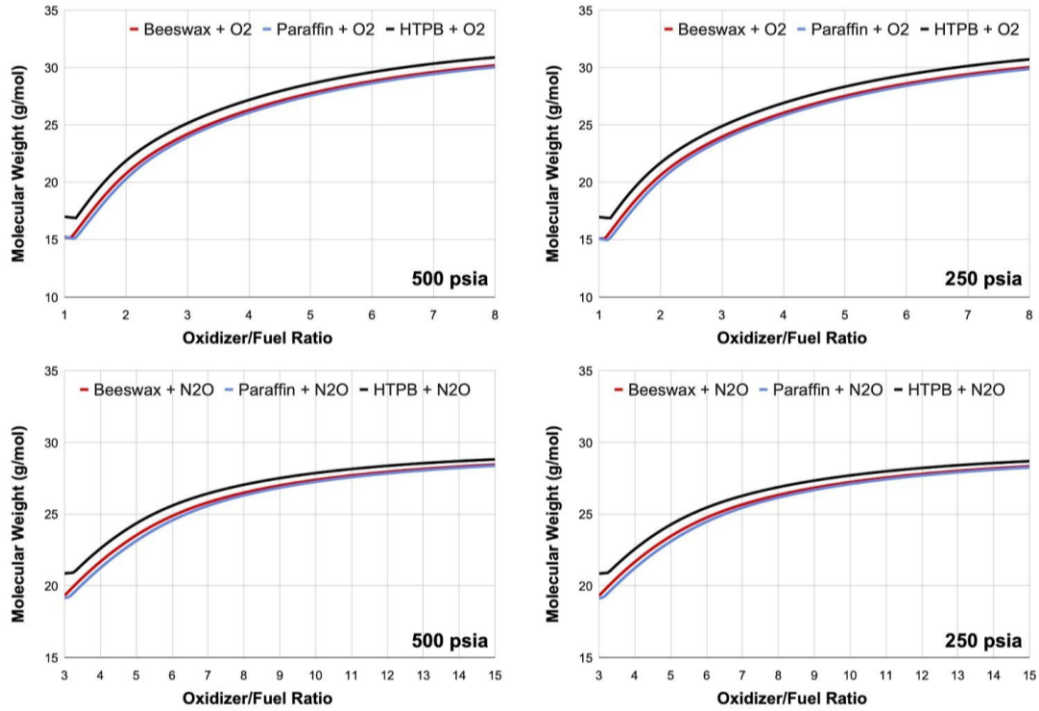 35
Beeswax + O2 Paraffin + O2 HTPB + O2
30
25
20
15
10
Molecular Weight (g/mol)
500 psia
1 2 3 4 5 6 7 8
Oxidizer/Fuel Ratio
35
Beeswax + O2 Paraffin + O2 HTPB + O2
30
25
20
15
10
Molecular Weight (g/mol)
250 psia
1 2 3 4 5 6 7 8
Oxidizer/Fuel Ratio
35
Beeswax + N2O Paraffin + N2O HTPB + N2O
30
25
20
15
Molecular Weight (g/mol)
500 psia
3 4 5 6 7 8 9 10 11 12 13 14 15
Oxidizer/Fuel Ratio
35
Beeswax + N2O Paraffin + N2O HTPB + N2O
30
25
20
15
Molecular Weight (g/mol)
250 psia
3 4 5 6 7 8 9 10 11 12 13 14 15
Oxidizer/Fuel Ratio